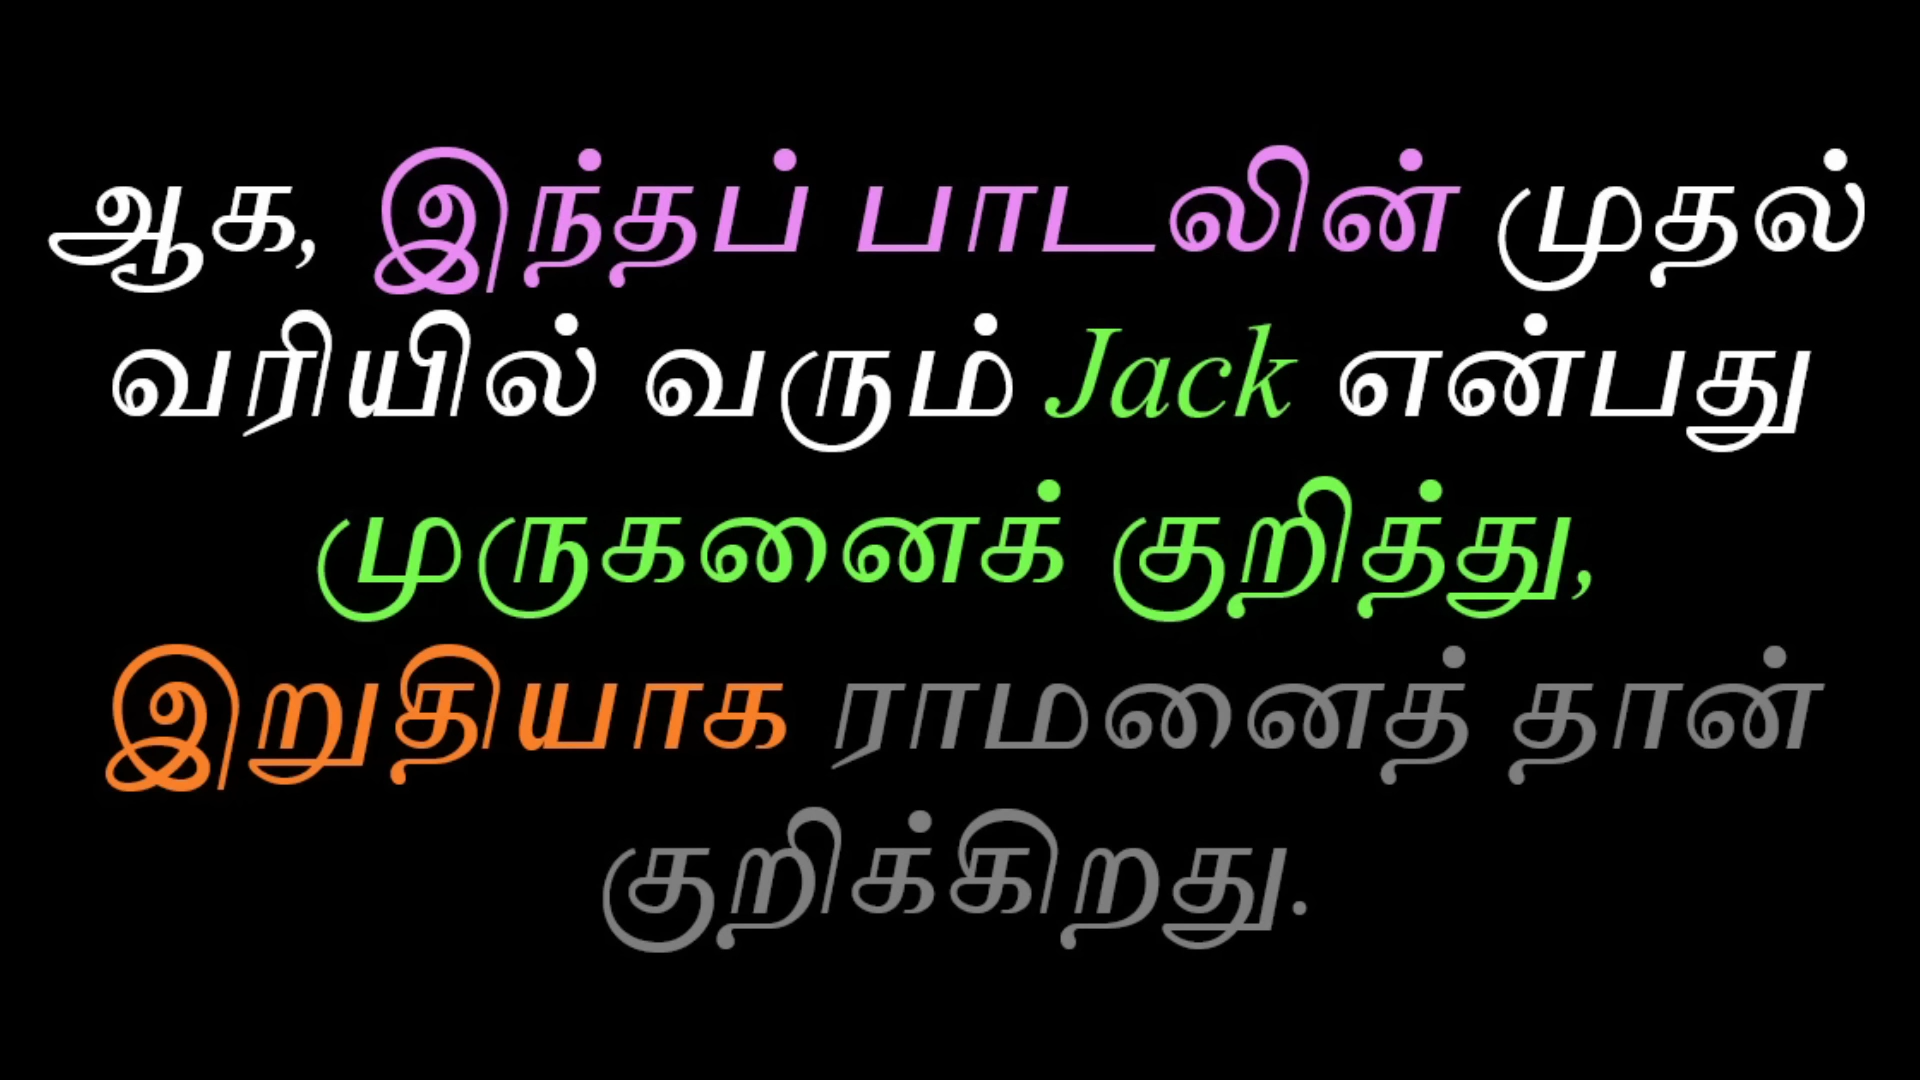 ஆக, இந்தப் பாடலின் முதல்
வரியில் வரும் Jack என்பது
முருகனைக் குறித்து,
இறுதியாக ராமனைத் தான்
குறிக்கிறது.